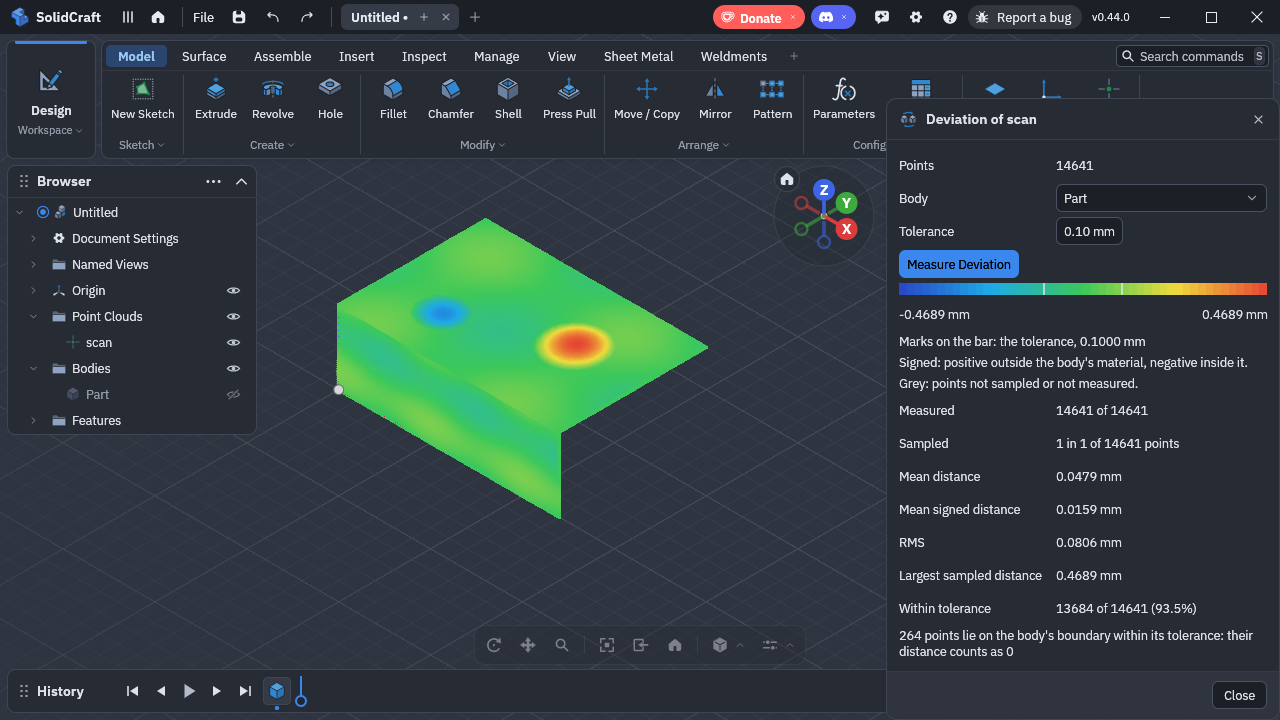 SolidCraft
File
Untitled •
Donate
Report a bug
v0.44.0
Design
Workspace
Model
Surface
Assemble
Insert
Inspect
Manage
View
Sheet Metal
Weldments
Search commands
S
New Sketch
Extrude
Revolve
Hole
Fillet
Chamfer
Shell
Press Pull
Move / Copy
Mirror
Pattern
Parameters
Sketch
Create
Modify
Arrange
Config
Browser
Untitled
Document Settings
Named Views
Origin
Point Clouds
scan
Bodies
Part
Features
Z
Y
X
Deviation of scan
Points 14641
Body Part
Tolerance 0.10 mm
Measure Deviation
-0.4689 mm 0.4689 mm
Marks on the bar: the tolerance, 0.1000 mm
Signed: positive outside the body's material, negative inside it.
Grey: points not sampled or not measured.
Measured 14641 of 14641
Sampled 1 in 1 of 14641 points
Mean distance 0.0479 mm
Mean signed distance 0.0159 mm
RMS 0.0806 mm
Largest sampled distance 0.4689 mm
Within tolerance 13684 of 14641 (93.5%)
264 points lie on the body's boundary within its tolerance: their
distance counts as 0
Close
History